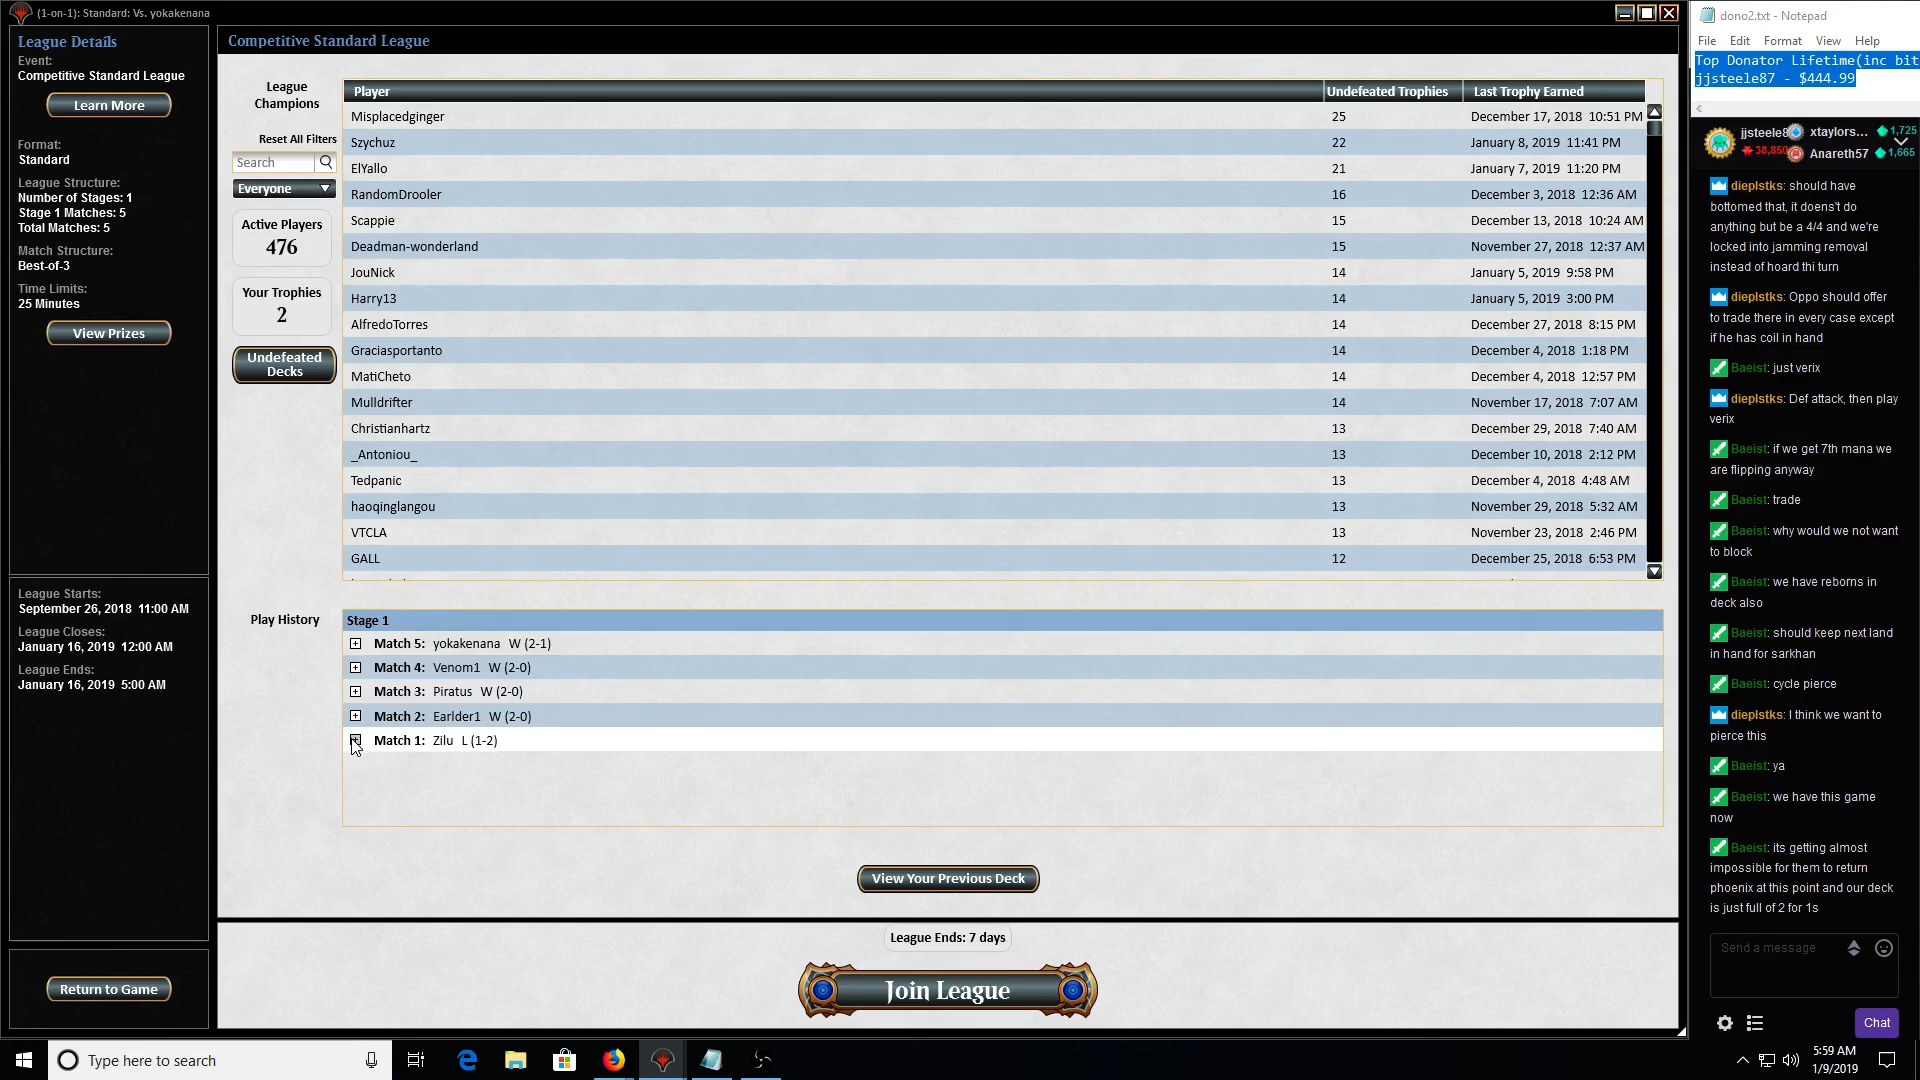 (1-on-1): Standard: Vs. yokakenana
League Details
Event:
Competitive Standard League
Learn More
Format:
Standard
League Structure:
Number of Stages: 1
Stage 1 Matches: 5
Total Matches: 5
Match Structure:
Best-of-3
Time Limits:
25 Minutes
View Prizes
League Starts:
September 26, 2018 11:00 AM
League Closes:
January 16, 2019 12:00 AM
League Ends:
January 16, 2019 5:00 AM
Return to Game
Competitive Standard League
League
Champions
Reset All Filters
Search
Everyone
Active Players
476
Your Trophies
2
Undefeated
Decks
Player Undefeated Trophies Last Trophy Earned
Misplacedginger 25 December 17, 2018 10:51 PM
Szychuz 22 January 8, 2019 11:41 PM
ElYallo 21 January 7, 2019 11:20 PM
RandomDrooler 16 December 3, 2018 12:36 AM
Scappie 15 December 13, 2018 10:24 AM
Deadman-wonderland 15 November 27, 2018 12:37 AM
JouNick 14 January 5, 2019 9:58 PM
Harry13 14 January 5, 2019 3:00 PM
AlfredoTorres 14 December 27, 2018 8:15 PM
Graciasportanto 14 December 4, 2018 1:18 PM
MatiCheto 14 December 4, 2018 12:57 PM
Mulldrifter 14 November 17, 2018 7:07 AM
Christianhartz 13 December 29, 2018 7:40 AM
_Antoniou_ 13 December 10, 2018 2:12 PM
Tedpanic 13 December 4, 2018 4:48 AM
haoqinglangou 13 November 29, 2018 5:32 AM
VTCLA 13 November 23, 2018 2:46 PM
GALL 12 December 25, 2018 6:53 PM
Play History
Stage 1
Match 5: yokakenana W (2-1)
Match 4: Venom1 W (2-0)
Match 3: Piratus W (2-0)
Match 2: Earlder1 W (2-0)
Match 1: Zilu L (1-2)
View Your Previous Deck
League Ends: 7 days
Join League
dono2.txt - Notepad
File Edit Format View Help
Top Donator Lifetime(inc bit
jjsteele87 - $444.99
jjsteele8
38,850
xtaylors... 1,725
Anareth57 1,665
dieplstks: should have
bottomed that, it doens't do
anything but be a 4/4 and we're
locked into jamming removal
instead of hoard thi turn
dieplstks: Oppo should offer
to trade there in every case except
if he has coil in hand
Baeist: just verix
dieplstks: Def attack, then play
verix
Baeist: if we get 7th mana we
are flipping anyway
Baeist: trade
Baeist: why would we not want
to block
Baeist: we have reborns in
deck also
Baeist: should keep next land
in hand for sarkhan
Baeist: cycle pierce
dieplstks: I think we want to
pierce this
Baeist: ya
Baeist: we have this game
now
Baeist: its getting almost
impossible for them to return
phoenix at this point and our deck
is just full of 2 for 1s
Send a message
Chat
Type here to search
5:59 AM
1/9/2019